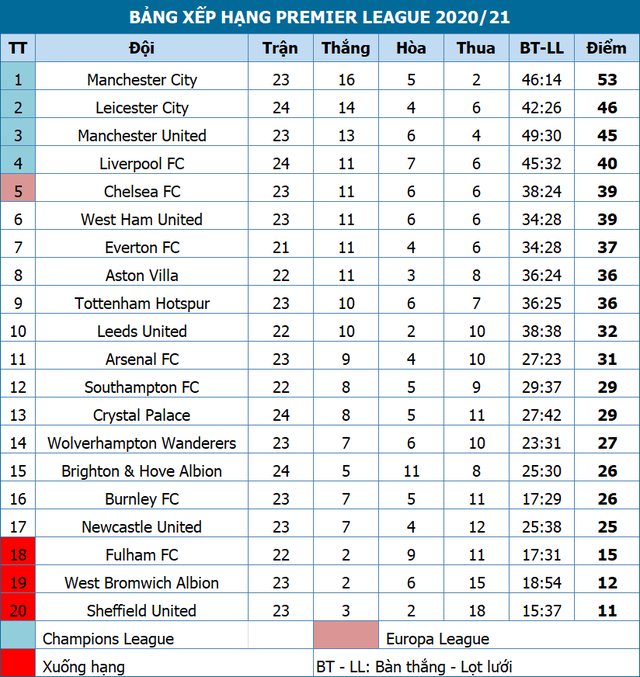 BẢNG XẾP HẠNG PREMIER LEAGUE 2020/21
TT Đội Trận Thắng Hòa Thua BT-LL Điểm
1 Manchester City 23 16 5 2 46:14 53
2 Leicester City 24 14 4 6 42:26 46
3 Manchester United 23 13 6 4 49:30 45
4 Liverpool FC 24 11 7 6 45:32 40
5 Chelsea FC 23 11 6 6 38:24 39
6 West Ham United 23 11 6 6 34:28 39
7 Everton FC 21 11 4 6 34:28 37
8 Aston Villa 22 11 3 8 36:24 36
9 Tottenham Hotspur 23 10 6 7 36:25 36
10 Leeds United 22 10 2 10 38:38 32
11 Arsenal FC 23 9 4 10 27:23 31
12 Southampton FC 22 8 5 9 29:37 29
13 Crystal Palace 24 8 5 11 27:42 29
14 Wolverhampton Wanderers 23 7 6 10 23:31 27
15 Brighton & Hove Albion 24 5 11 8 25:30 26
16 Burnley FC 23 7 5 11 17:29 26
17 Newcastle United 23 7 4 12 25:38 25
18 Fulham FC 22 2 9 11 17:31 15
19 West Bromwich Albion 23 2 6 15 18:54 12
20 Sheffield United 23 3 2 18 15:37 11
Champions League Europa League
Xuống hạng BT - LL: Bàn thắng - Lọt lưới